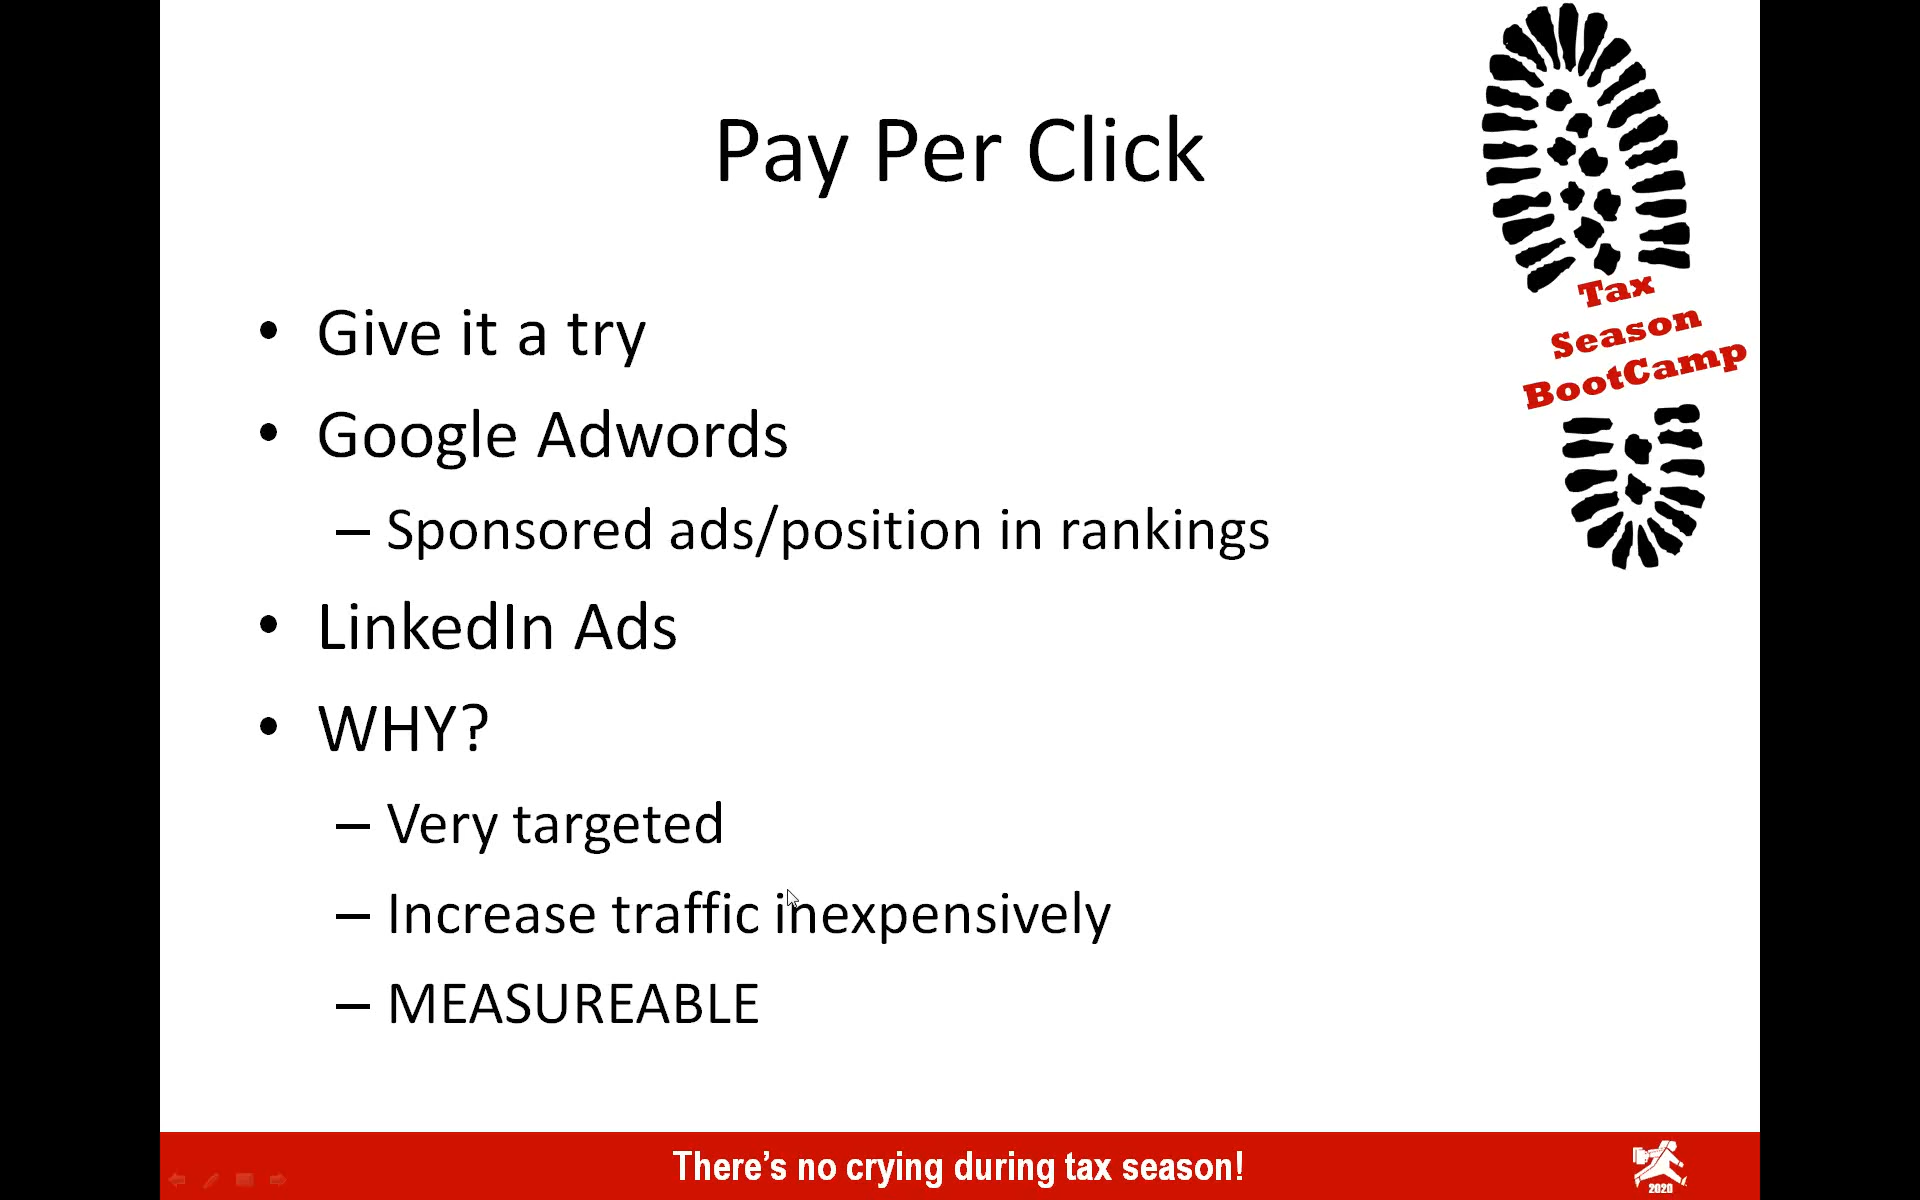 Pay Per Click
Tax
Season
BootCamp
• Give it a try
• Google Adwords
– Sponsored ads/position in rankings
• LinkedIn Ads
• WHY?
– Very targeted
– Increase traffic inexpensively
– MEASUREABLE
There's no crying during tax season!
2020